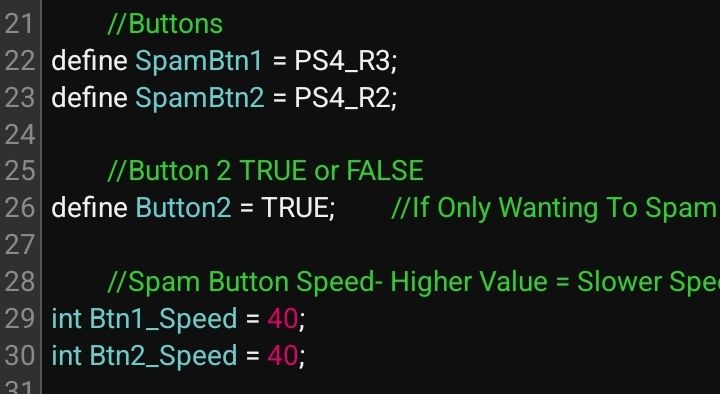 21 //Buttons
22 define SpamBtn1 = PS4_R3;
23 define SpamBtn2 = PS4_R2;
24
25 //Button 2 TRUE or FALSE
26 define Button2 = TRUE; //If Only Wanting To Spam
27
28 //Spam Button Speed- Higher Value = Slower Spe
29 int Btn1_Speed = 40;
30 int Btn2_Speed = 40;
31